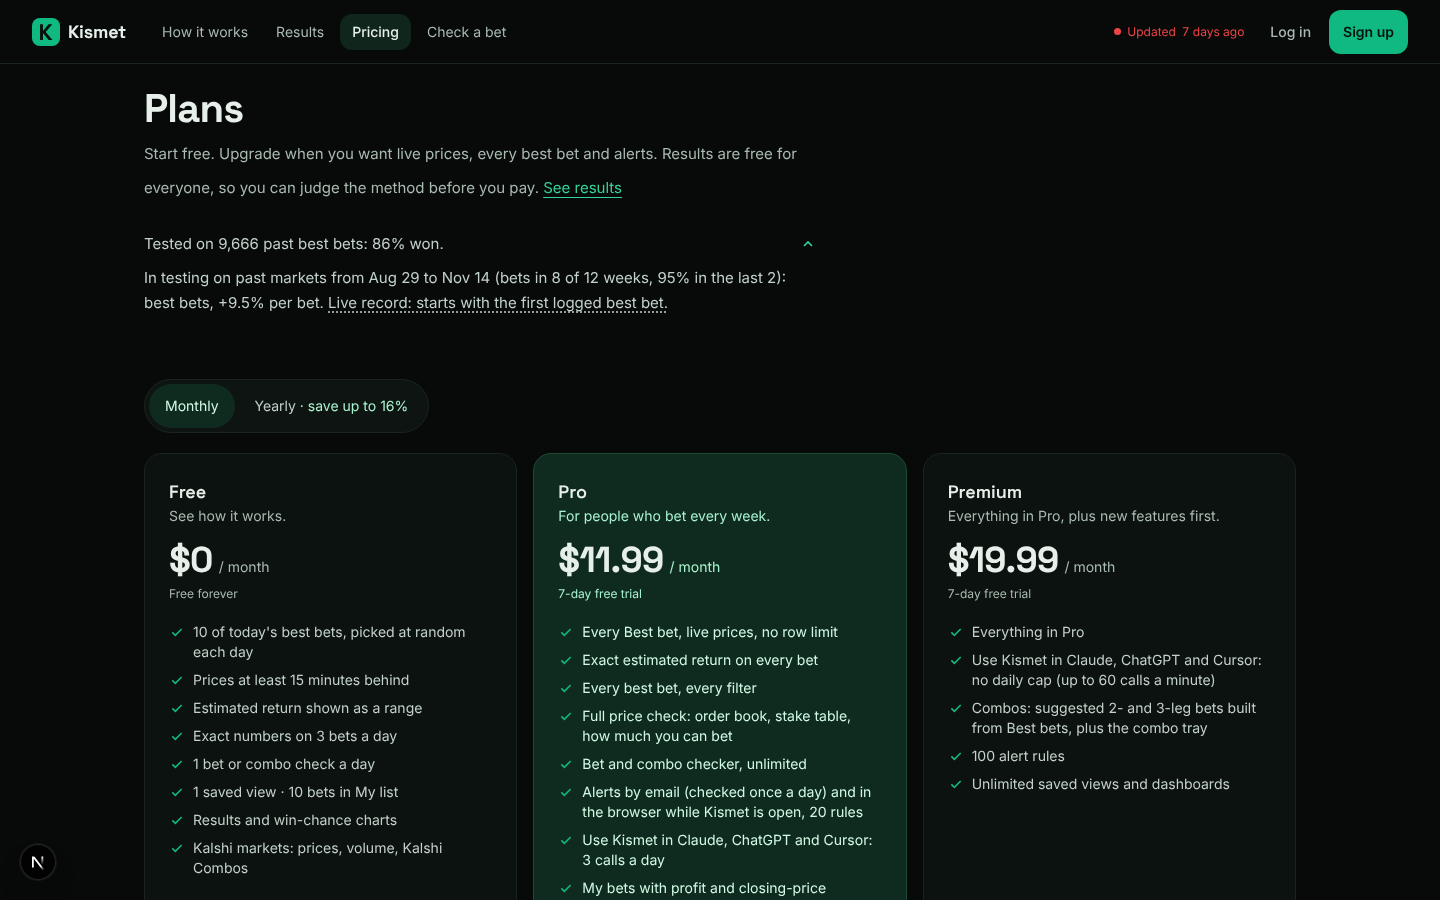 K Kismet
How it works
Results
Pricing
Check a bet
Updated 7 days ago
Log in
Sign up
Plans
Start free. Upgrade when you want live prices, every best bet and alerts. Results are free for
everyone, so you can judge the method before you pay. See results
Tested on 9,666 past best bets: 86% won.
In testing on past markets from Aug 29 to Nov 14 (bets in 8 of 12 weeks, 95% in the last 2):
best bets, +9.5% per bet. Live record: starts with the first logged best bet.
Monthly
Yearly · save up to 16%
Free
See how it works.
$0 / month
Free forever
10 of today's best bets, picked at random
each day
Prices at least 15 minutes behind
Estimated return shown as a range
Exact numbers on 3 bets a day
1 bet or combo check a day
1 saved view · 10 bets in My list
Results and win-chance charts
Kalshi markets: prices, volume, Kalshi
Combos
Pro
For people who bet every week.
$11.99 / month
7-day free trial
Every Best bet, live prices, no row limit
Exact estimated return on every bet
Every best bet, every filter
Full price check: order book, stake table,
how much you can bet
Bet and combo checker, unlimited
Alerts by email (checked once a day) and in
the browser while Kismet is open, 20 rules
Use Kismet in Claude, ChatGPT and Cursor:
3 calls a day
My bets with profit and closing-price
Premium
Everything in Pro, plus new features first.
$19.99 / month
7-day free trial
Everything in Pro
Use Kismet in Claude, ChatGPT and Cursor:
no daily cap (up to 60 calls a minute)
Combos: suggested 2- and 3-leg bets built
from Best bets, plus the combo tray
100 alert rules
Unlimited saved views and dashboards
N